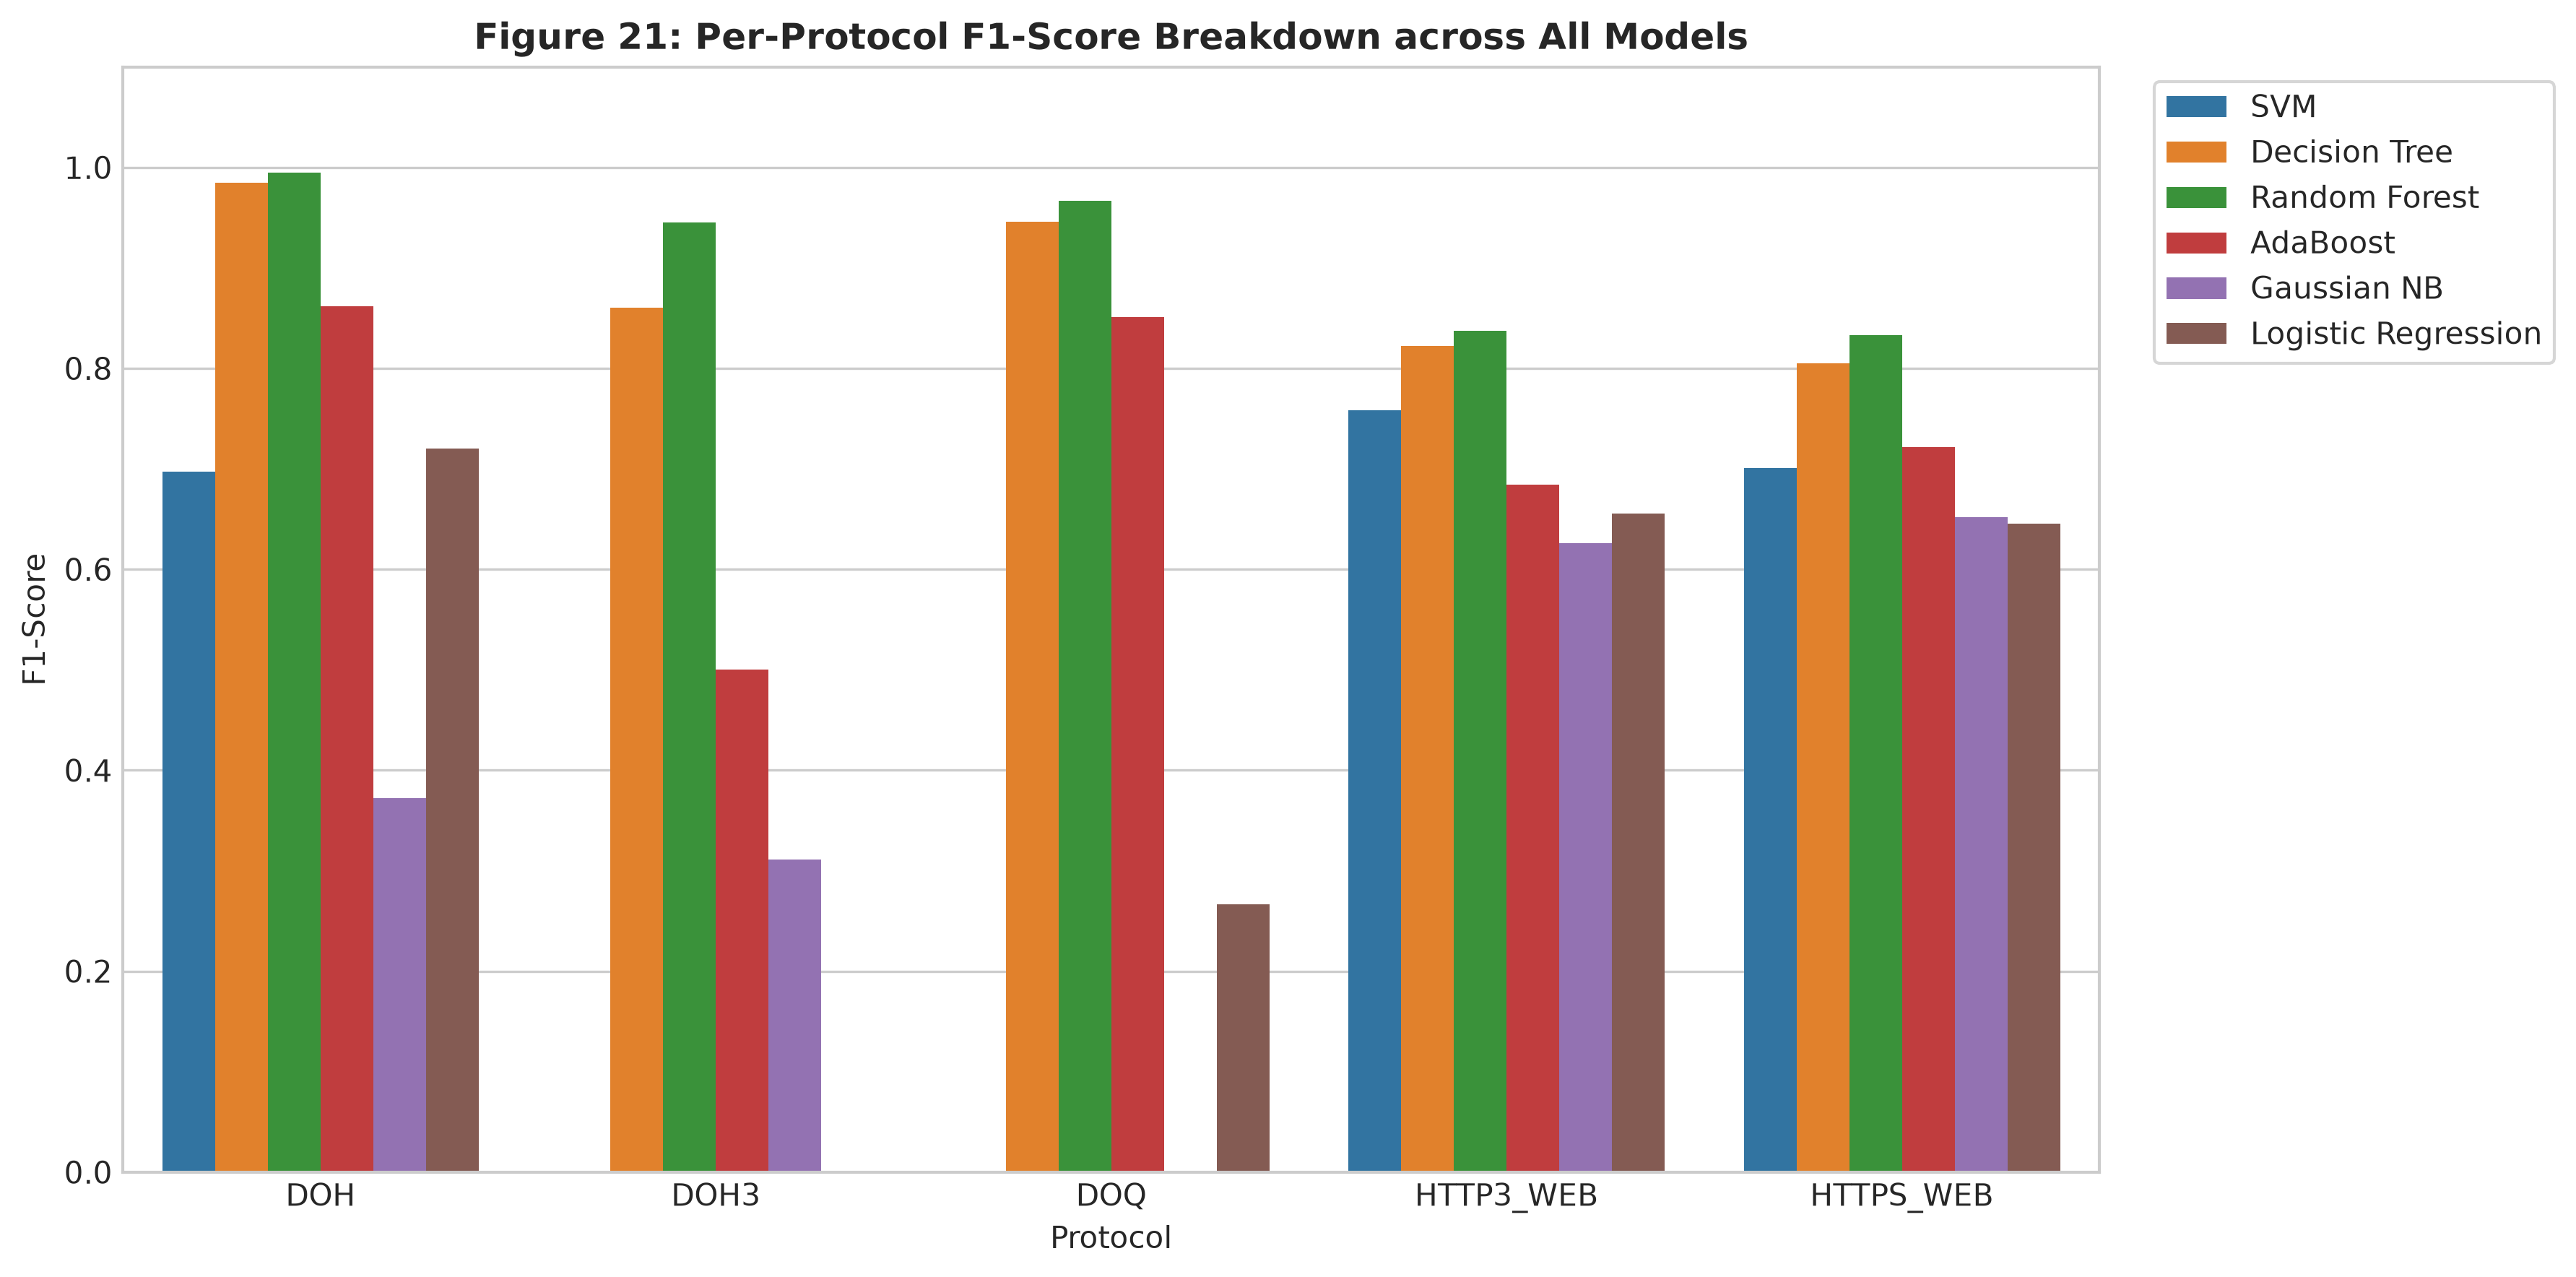 Figure 21: Per-Protocol F1-Score Breakdown across All Models
SVM
Decision Tree
Random Forest
AdaBoost
Gaussian NB
Logistic Regression
F1-Score
1.0
0.8
0.6
0.4
0.2
0.0
DOH
DOH3
DOQ
HTTP3_WEB
HTTPS_WEB
Protocol